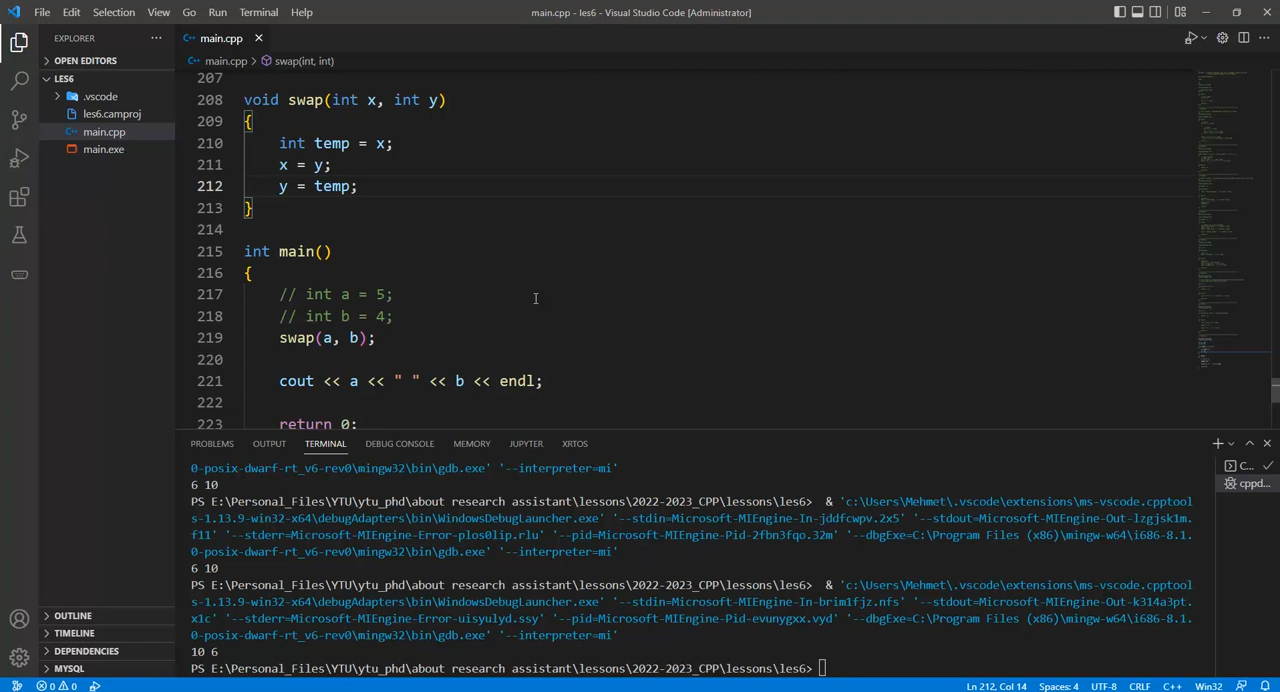 File Edit Selection View Go Run Terminal Help
main.cpp - les6 - Visual Studio Code [Administrator]
EXPLORER
OPEN EDITORS
LES6
.vscode
les6.camproj
main.cpp
main.exe
OUTLINE
TIMELINE
DEPENDENCIES
MYSQL
main.cpp
main.cpp > swap(int, int)
207
208 void swap(int x, int y)
209 {
210 int temp = x;
211 x = y;
212 y = temp;
213 }
214
215 int main()
216 {
217 // int a = 5;
218 // int b = 4;
219 swap(a, b);
220
221 cout << a << " " << b << endl;
222
223 return 0;
PROBLEMS OUTPUT TERMINAL DEBUG CONSOLE MEMORY JUPYTER XRTOS
0-posix-dwarf-rt_v6-rev0\mingw32\bin\gdb.exe' '--interpreter=mi'
6 10
PS E:\Personal_Files\YTU\ytu_phd\about research assistant\lessons\2022-2023_CPP\lessons\les6> & 'c:\Users\Mehmet\.vscode\extensions\ms-vscode.cpptool
s-1.13.9-win32-x64\debugAdapters\bin\WindowsDebugLauncher.exe' '--stdin=Microsoft-MIEngine-In-jddfcwpv.2x5' '--stdout=Microsoft-MIEngine-Out-lzgjsk1m.
f11' '--stderr=Microsoft-MIEngine-Error-plos0lip.rlu' '--pid=Microsoft-MIEngine-Pid-2fbn3fqo.32m' '--dbgExe=C:\Program Files (x86)\mingw-w64\i686-8.1.
0-posix-dwarf-rt_v6-rev0\mingw32\bin\gdb.exe' '--interpreter=mi'
6 10
PS E:\Personal_Files\YTU\ytu_phd\about research assistant\lessons\2022-2023_CPP\lessons\les6> & 'c:\Users\Mehmet\.vscode\extensions\ms-vscode.cpptool
s-1.13.9-win32-x64\debugAdapters\bin\WindowsDebugLauncher.exe' '--stdin=Microsoft-MIEngine-In-brim1fjz.nfs' '--stdout=Microsoft-MIEngine-Out-k314a3pt.
x1c' '--stderr=Microsoft-MIEngine-Error-uisyulyd.ssy' '--pid=Microsoft-MIEngine-Pid-evunygxx.vyd' '--dbgExe=C:\Program Files (x86)\mingw-w64\i686-8.1.
0-posix-dwarf-rt_v6-rev0\mingw32\bin\gdb.exe' '--interpreter=mi'
10 6
PS E:\Personal_Files\YTU\ytu_phd\about research assistant\lessons\2022-2023_CPP\lessons\les6>
C...
cppd...
0 0
Ln 212, Col 14 Spaces: 4 UTF-8 CRLF C++ Win32